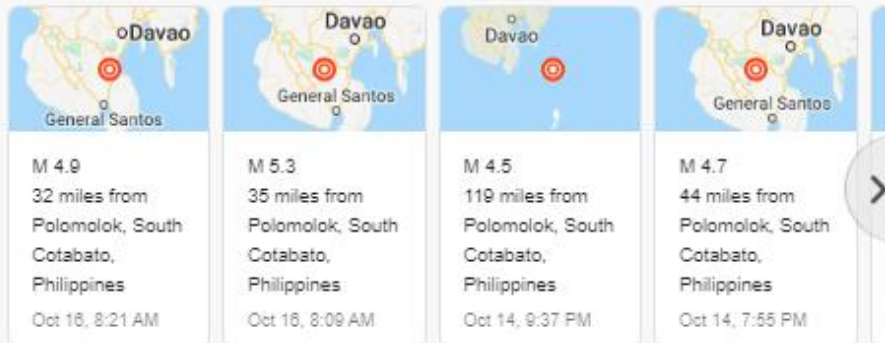 Davao
General Santos
M 4.9
32 miles from
Polomolok, South
Cotabato,
Philippines
Oct 16, 8:21 AM
Davao
General Santos
M 5.3
35 miles from
Polomolok, South
Cotabato,
Philippines
Oct 16, 8:09 AM
Davao
M 4.5
119 miles from
Polomolok, South
Cotabato,
Philippines
Oct 14, 9:37 PM
Davao
General Santos
M 4.7
44 miles from
Polomolok, South
Cotabato,
Philippines
Oct 14, 7:55 PM